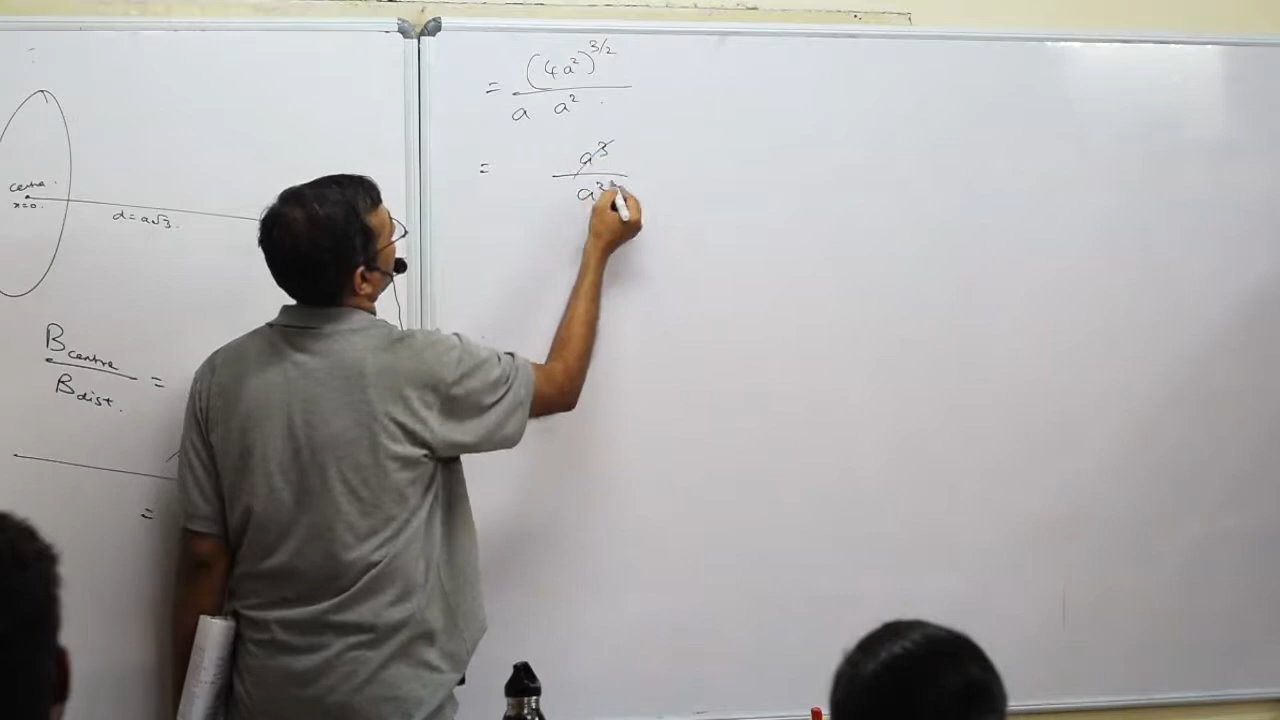 centre.
x=0.
d = a√3.
B centre
B dist.
=
=
= (4a²)^3/2
a a² .
= a³